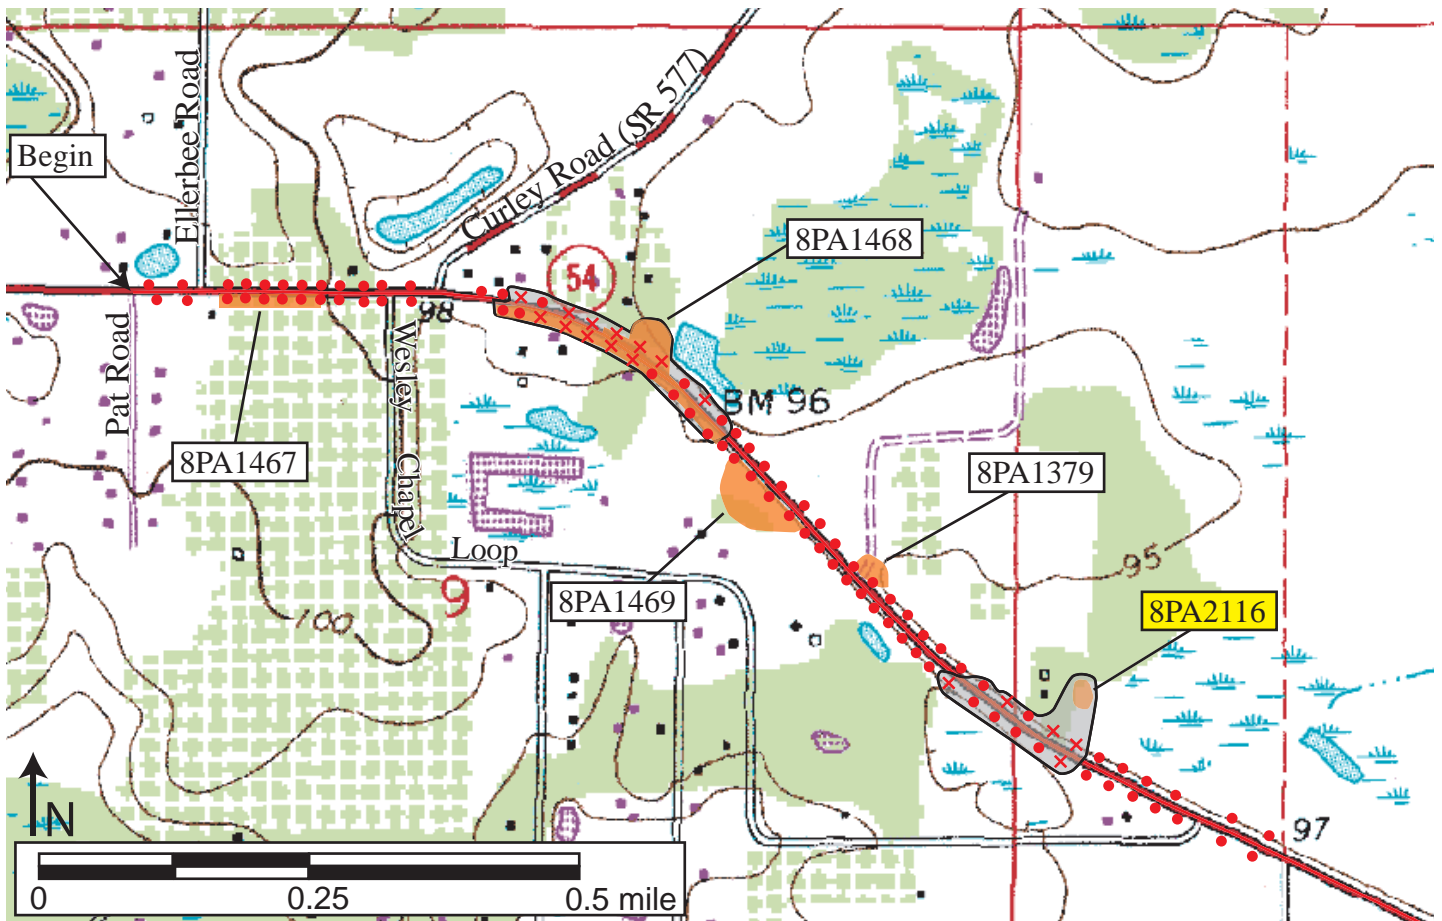 Ellerbee Road
Curley Road (SR 577)
Begin
8PA1468
54
98
Pat Road
Wesley Chapel Loop
BM 96
8PA1467
8PA1379
95
8PA1469
9
100
8PA2116
N
97
0 0.25 0.5 mile